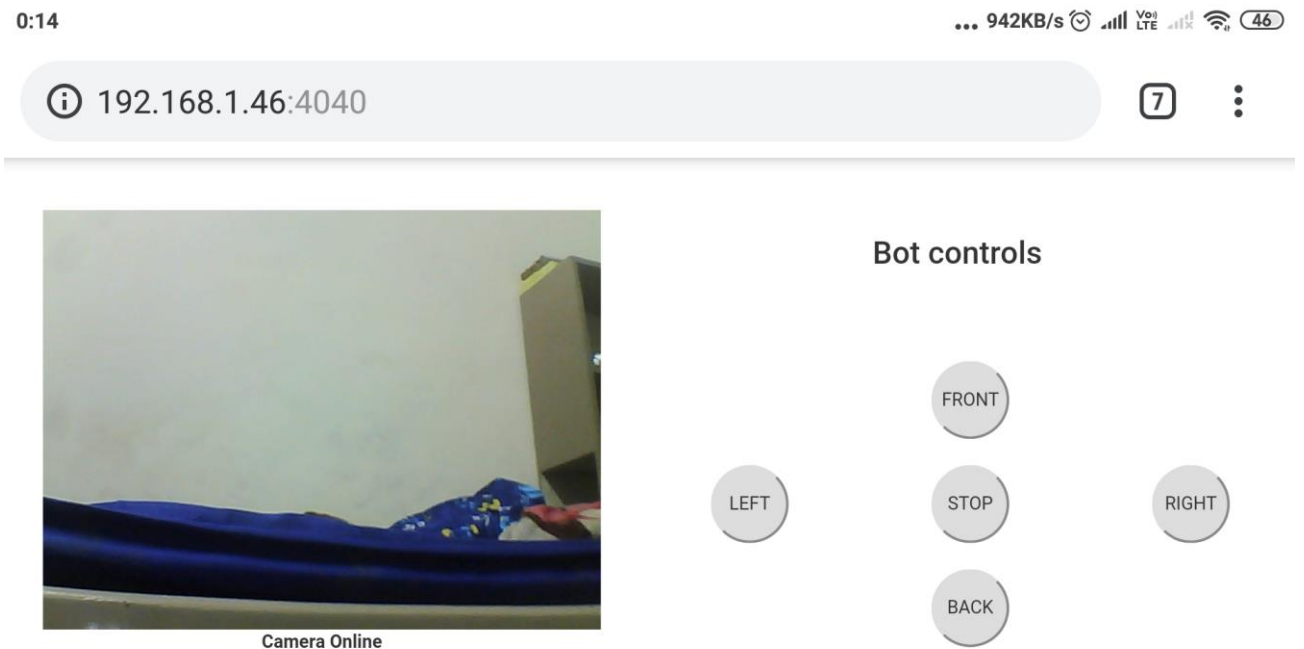 0:14
... 942KB/s Vo)) LTE 46
192.168.1.46:4040
7
Bot controls
FRONT
LEFT STOP RIGHT
BACK
Camera Online